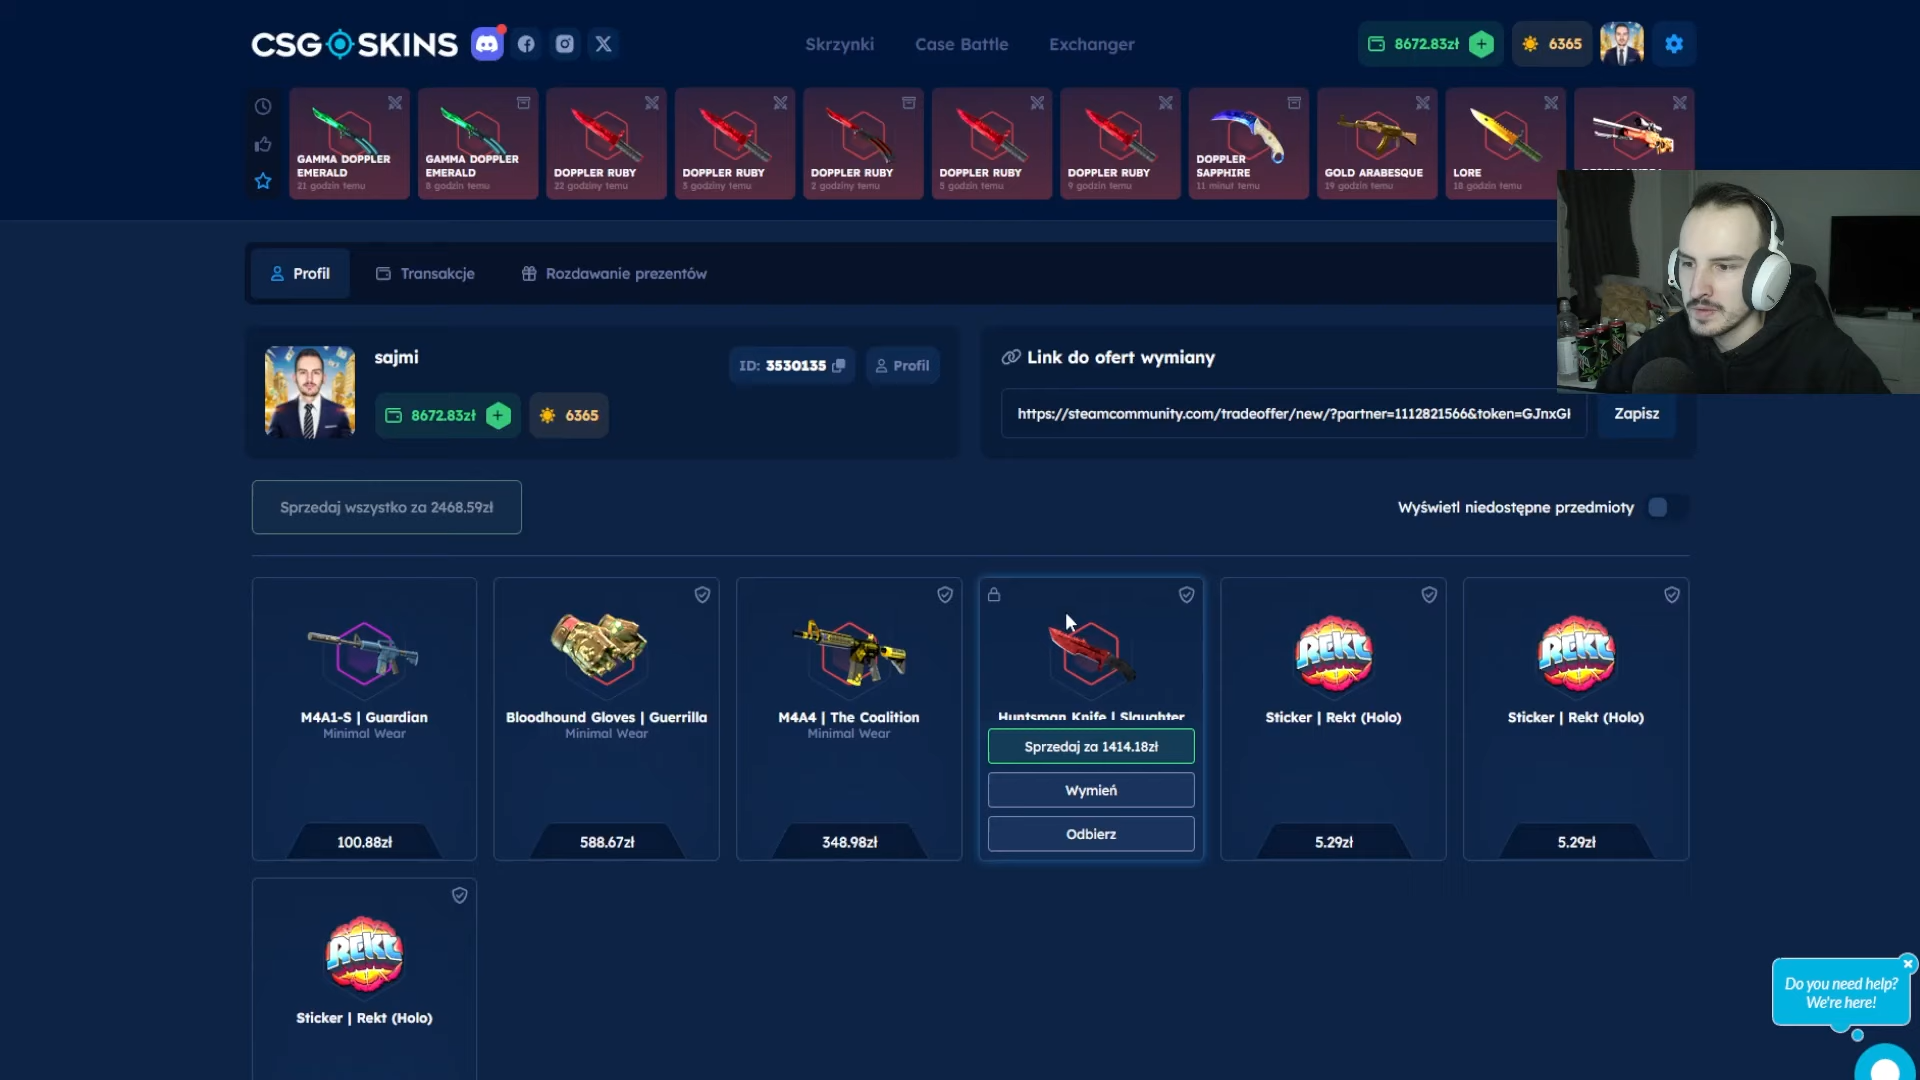 CSG SKINS
Skrzynki
Case Battle
Exchanger
8672.83zł
6365
GAMMA DOPPLER
EMERALD
21 godzin temu
GAMMA DOPPLER
EMERALD
8 godzin temu
DOPPLER RUBY
22 godziny temu
DOPPLER RUBY
3 godziny temu
DOPPLER RUBY
2 godziny temu
DOPPLER RUBY
5 godzin temu
DOPPLER RUBY
9 godzin temu
DOPPLER
SAPPHIRE
11 minut temu
GOLD ARABESQUE
19 godzin temu
LORE
18 godzin temu
Profil
Transakcje
Rozdawanie prezentów
sajmi
ID: 3530135
Profil
8672.83zł
6365
Link do ofert wymiany
https://steamcommunity.com/tradeoffer/new/?partner=1112821566&token=GJnxGl
Zapisz
Sprzedaj wszystko za 2468.59zł
Wyświetl niedostępne przedmioty
M4A1-S | Guardian
Minimal Wear
100.88zł
Bloodhound Gloves | Guerrilla
Minimal Wear
588.67zł
M4A4 | The Coalition
Minimal Wear
348.98zł
Huntsman Knife | Slaughter
Sprzedaj za 1414.18zł
Wymień
Odbierz
REKT
Sticker | Rekt (Holo)
5.29zł
REKT
Sticker | Rekt (Holo)
5.29zł
REKT
Sticker | Rekt (Holo)
Do you need help?
We're here!